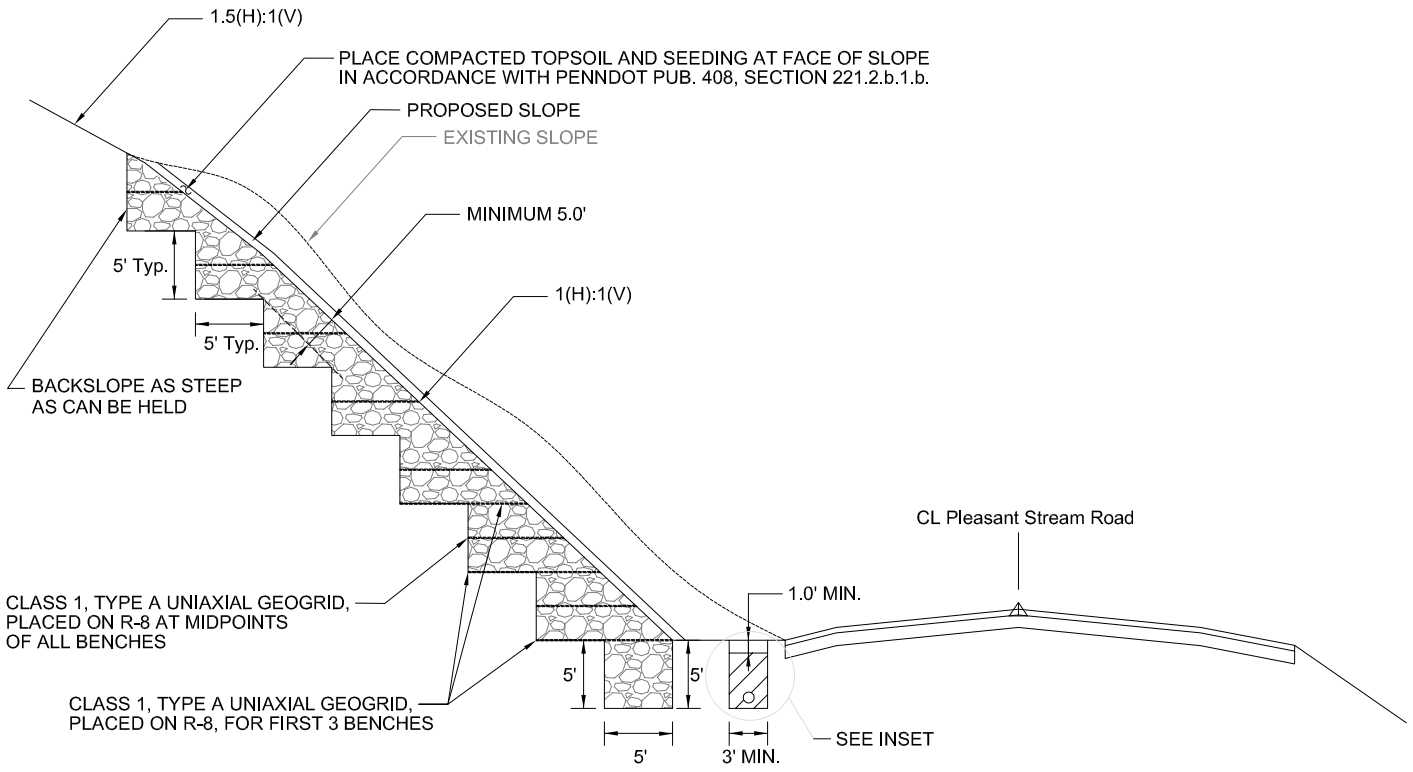 1.5(H):1(V)
PLACE COMPACTED TOPSOIL AND SEEDING AT FACE OF SLOPE
IN ACCORDANCE WITH PENNDOT PUB. 408, SECTION 221.2.b.1.b.
PROPOSED SLOPE
EXISTING SLOPE
MINIMUM 5.0'
5' Typ.
1(H):1(V)
5' Typ.
BACKSLOPE AS STEEP
AS CAN BE HELD
CL Pleasant Stream Road
1.0' MIN.
CLASS 1, TYPE A UNIAXIAL GEOGRID,
PLACED ON R-8 AT MIDPOINTS
OF ALL BENCHES
5'
5'
CLASS 1, TYPE A UNIAXIAL GEOGRID,
PLACED ON R-8, FOR FIRST 3 BENCHES
SEE INSET
5'
3' MIN.